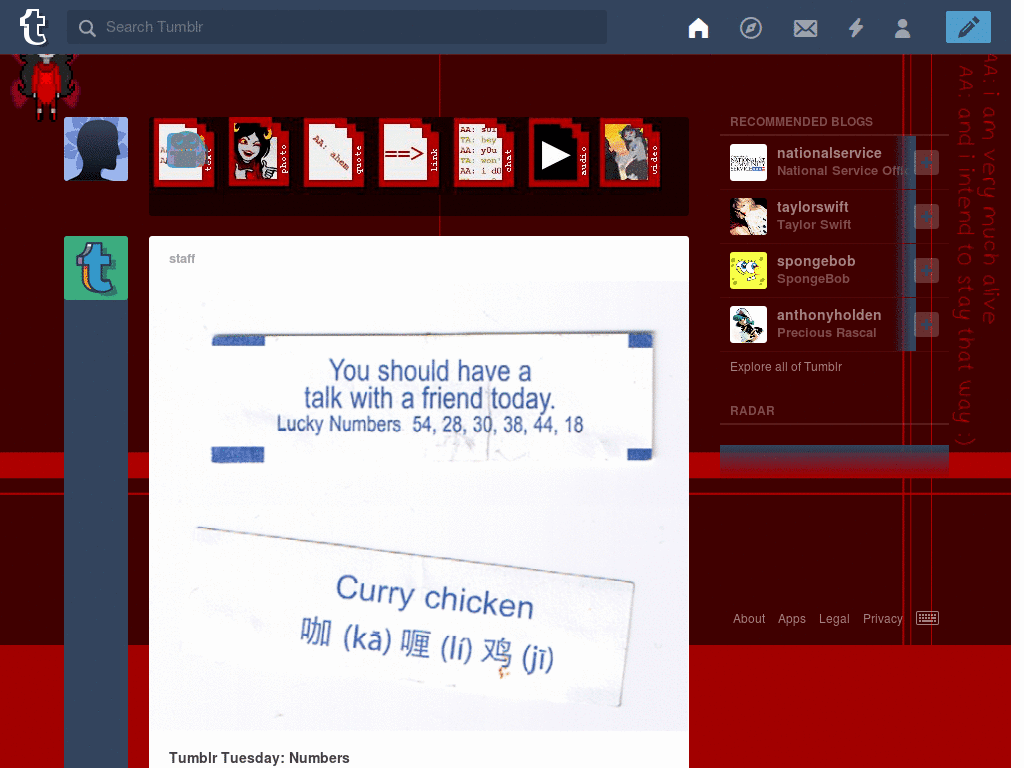 Search Tumblr
AA: i am very much alive
AA: and i intend to stay that way :)
text
photo
AA: ahem
quote
==>
link
AA: sOr
TA: hey
AA: yOu
TA: won'
AA: i dO
chat
audio
video
RECOMMENDED BLOGS
nationalservice
National Service Offic
taylorswift
Taylor Swift
spongebob
SpongeBob
anthonyholden
Precious Rascal
Explore all of Tumblr
RADAR
staff
You should have a
talk with a friend today.
Lucky Numbers 54, 28, 30, 38, 44, 18
Curry chicken
咖 (kā) 喱 (lí) 鸡 (jī)
About Apps Legal Privacy
Tumblr Tuesday: Numbers